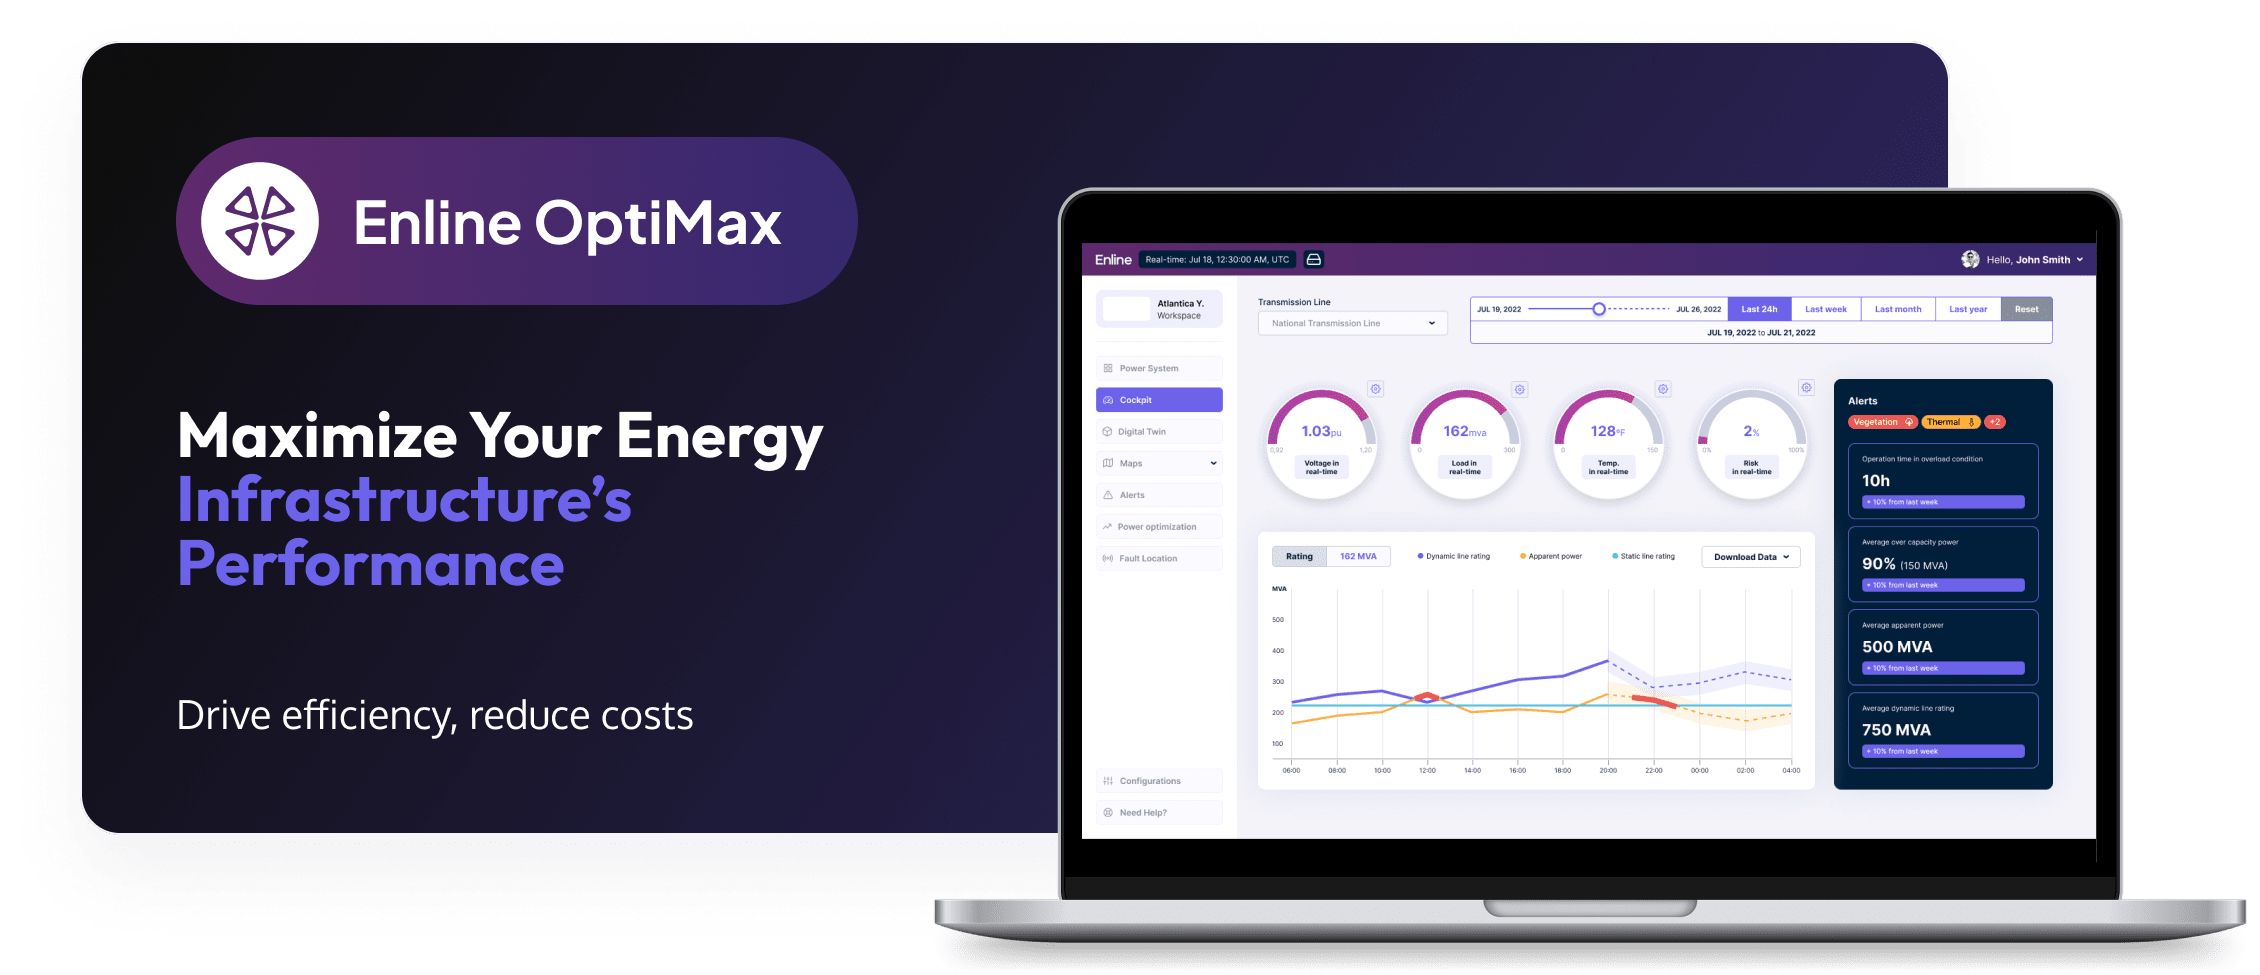 Enline OptiMax
Maximize Your Energy
Infrastructure's
Performance
Drive efficiency, reduce costs
Enline
Real-time: Jul 18, 12:30:00 AM, UTC
Hello, John Smith
Atlantica Y.
Workspace
Power System
Cockpit
Digital Twin
Maps
Alerts
Power optimization
Fault Location
Configurations
Need Help?
Transmission Line
National Transmission Line
JUL 19, 2022
JUL 26, 2022
Last 24h
Last week
Last month
Last year
Reset
JUL 19, 2022 to JUL 21, 2022
1.03pu
0,92
1,20
Voltage in
real-time
162mva
0
300
Load in
real-time
128°F
0
150
Temp.
in real-time
2%
0%
100%
Risk
in real-time
Rating
162 MVA
Dynamic line rating
Apparent power
Static line rating
Download Data
MVA
500
400
300
200
100
06:00 08:00 10:00 12:00 14:00 16:00 18:00 20:00 22:00 00:00 02:00 04:00
Alerts
Vegetation
Thermal
+2
Operation time in overload condition
10h
+ 10% from last week
Average over capacity power
90% (150 MVA)
+ 10% from last week
Average apparent power
500 MVA
+ 10% from last week
Average dynamic line rating
750 MVA
+ 10% from last week